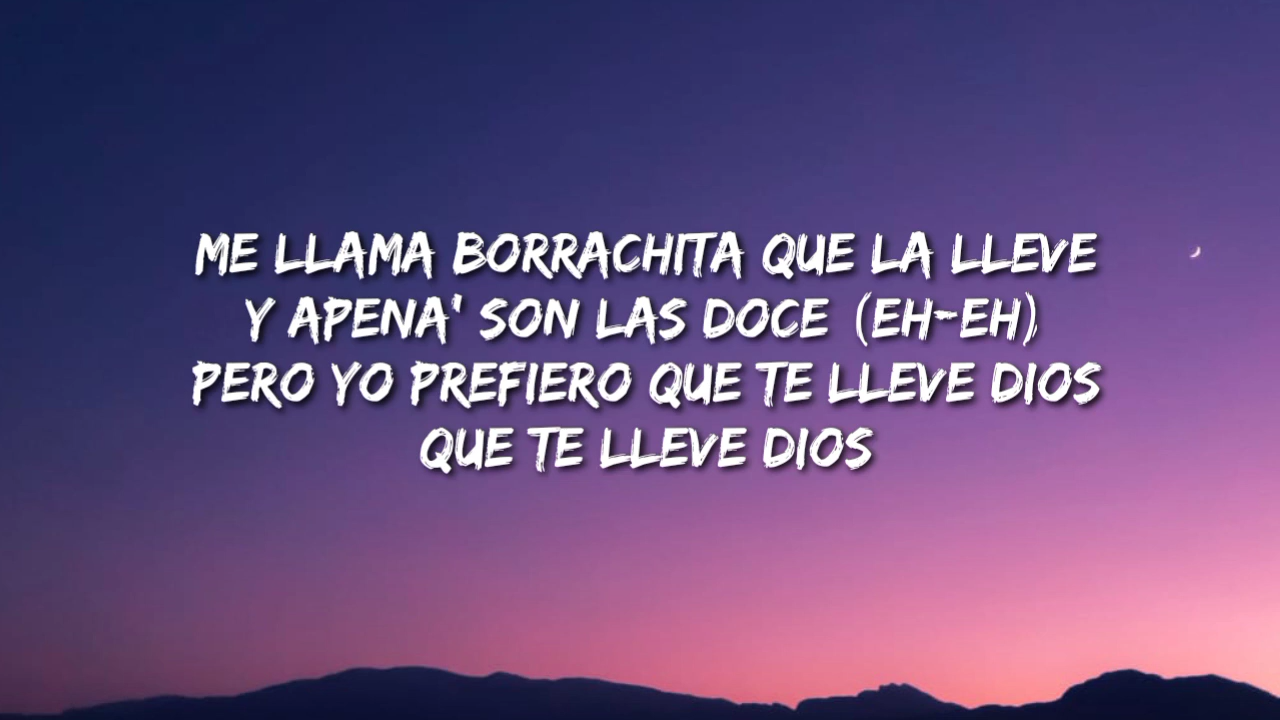 ME LLAMA BORRACHITA QUE LA LLEVE
Y APENA' SON LAS DOCE (EH-EH)
PERO YO PREFIERO QUE TE LLEVE DIOS
QUE TE LLEVE DIOS